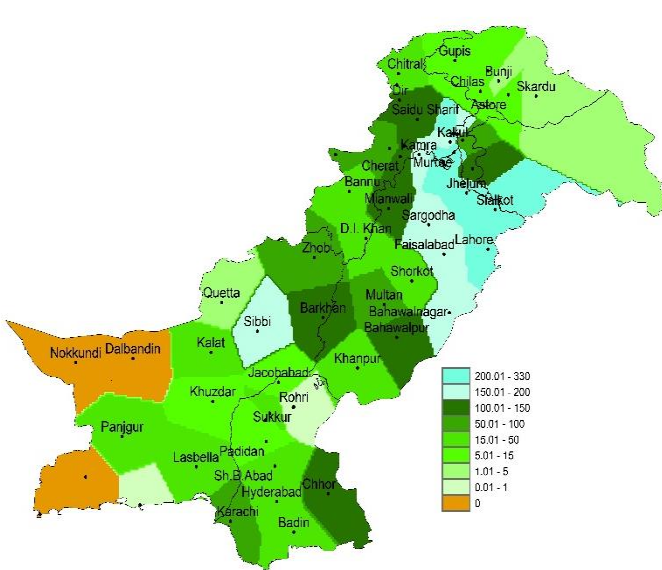 Gupis
Chitral
Bunji
Chilas
Skardu
Dir
Astore
Saidu Sharif
Kakul
Kamra
Murree
Cherat
Bannu
Jhelum
Mianwali
Sialkot
Sargodha
D.I. Khan
Faisalabad
Lahore
Zhob
Shorkot
Quetta
Multan
Barkhan
Bahawalnagar
Sibbi
Bahawalpur
Kalat
Nokkundi
Dalbandin
Khanpur
Jacobabad
Khuzdar
Rohri
Sukkur
Panjgur
Padidan
Lasbella
Sh.B.Abad
Chhor
Hyderabad
Karachi
Badin
200.01 - 330
150.01 - 200
100.01 - 150
50.01 - 100
15.01 - 50
5.01 - 15
1.01 - 5
0.01 - 1
0